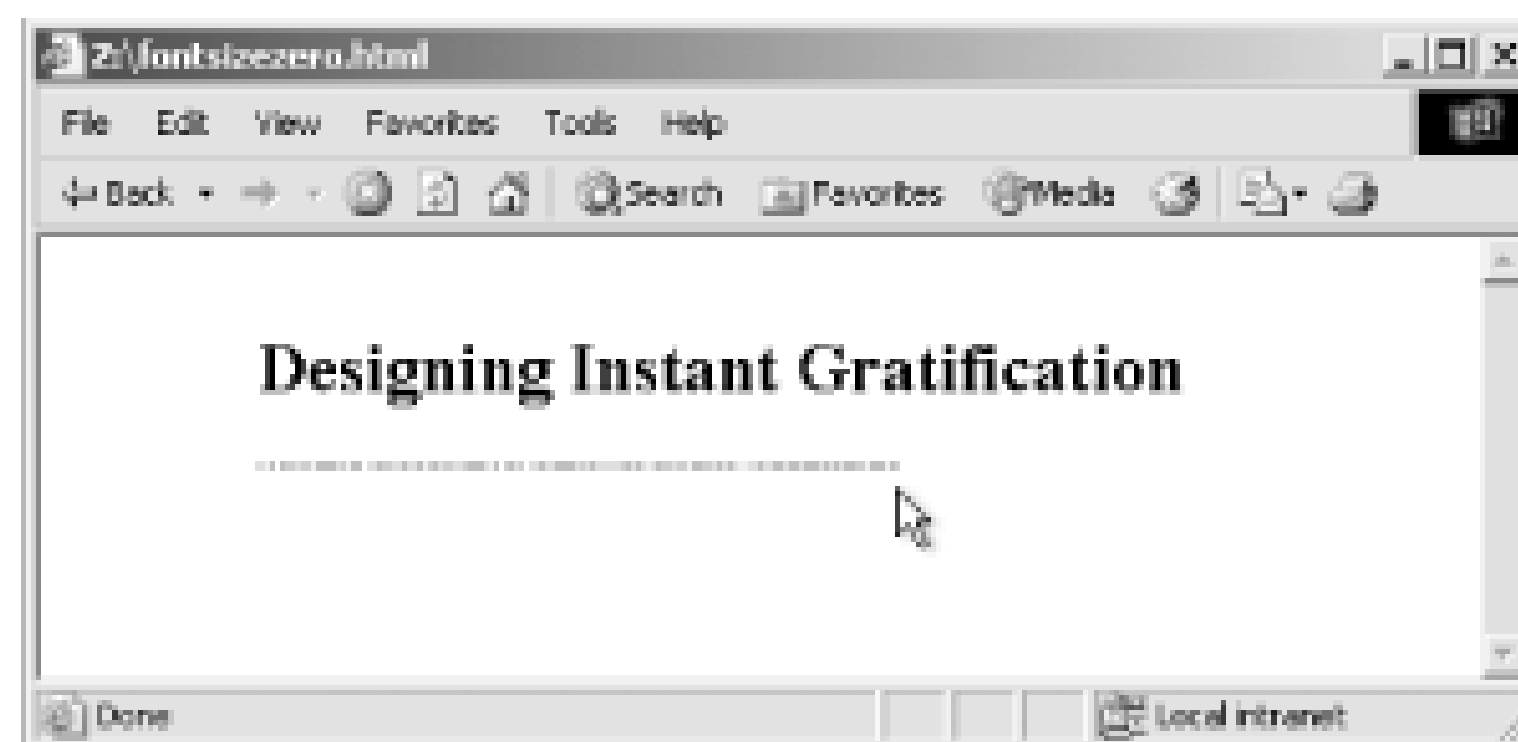 Z:\fontsizezero.html
File Edit View Favorites Tools Help
Back Search Favorites Media
Designing Instant Gratification
Done Local intranet